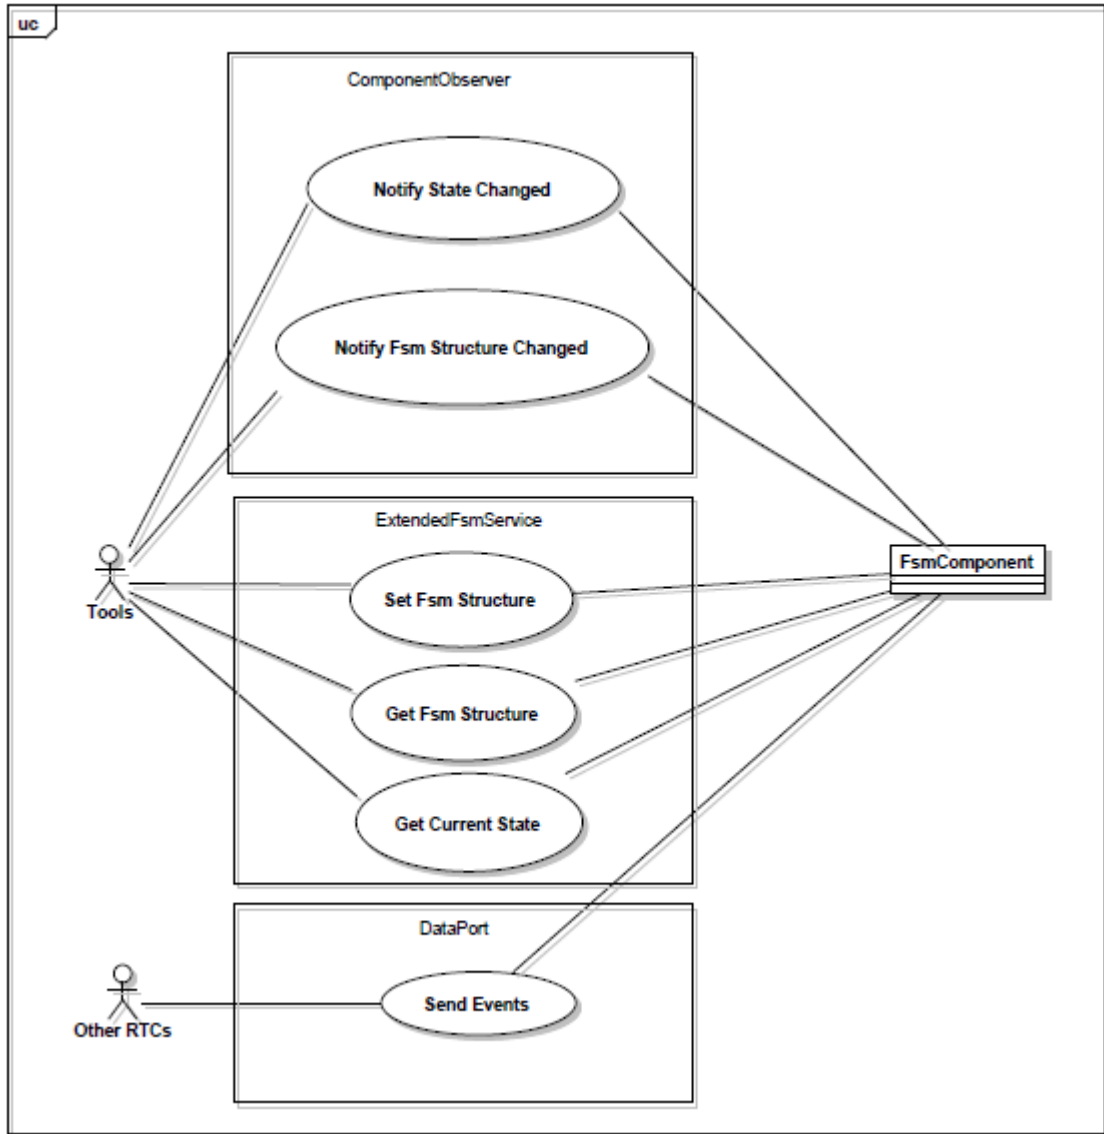 uc
ComponentObserver
Notify State Changed
Notify Fsm Structure Changed
ExtendedFsmService
Set Fsm Structure
Get Fsm Structure
Get Current State
Tools
FsmComponent
DataPort
Send Events
Other RTCs